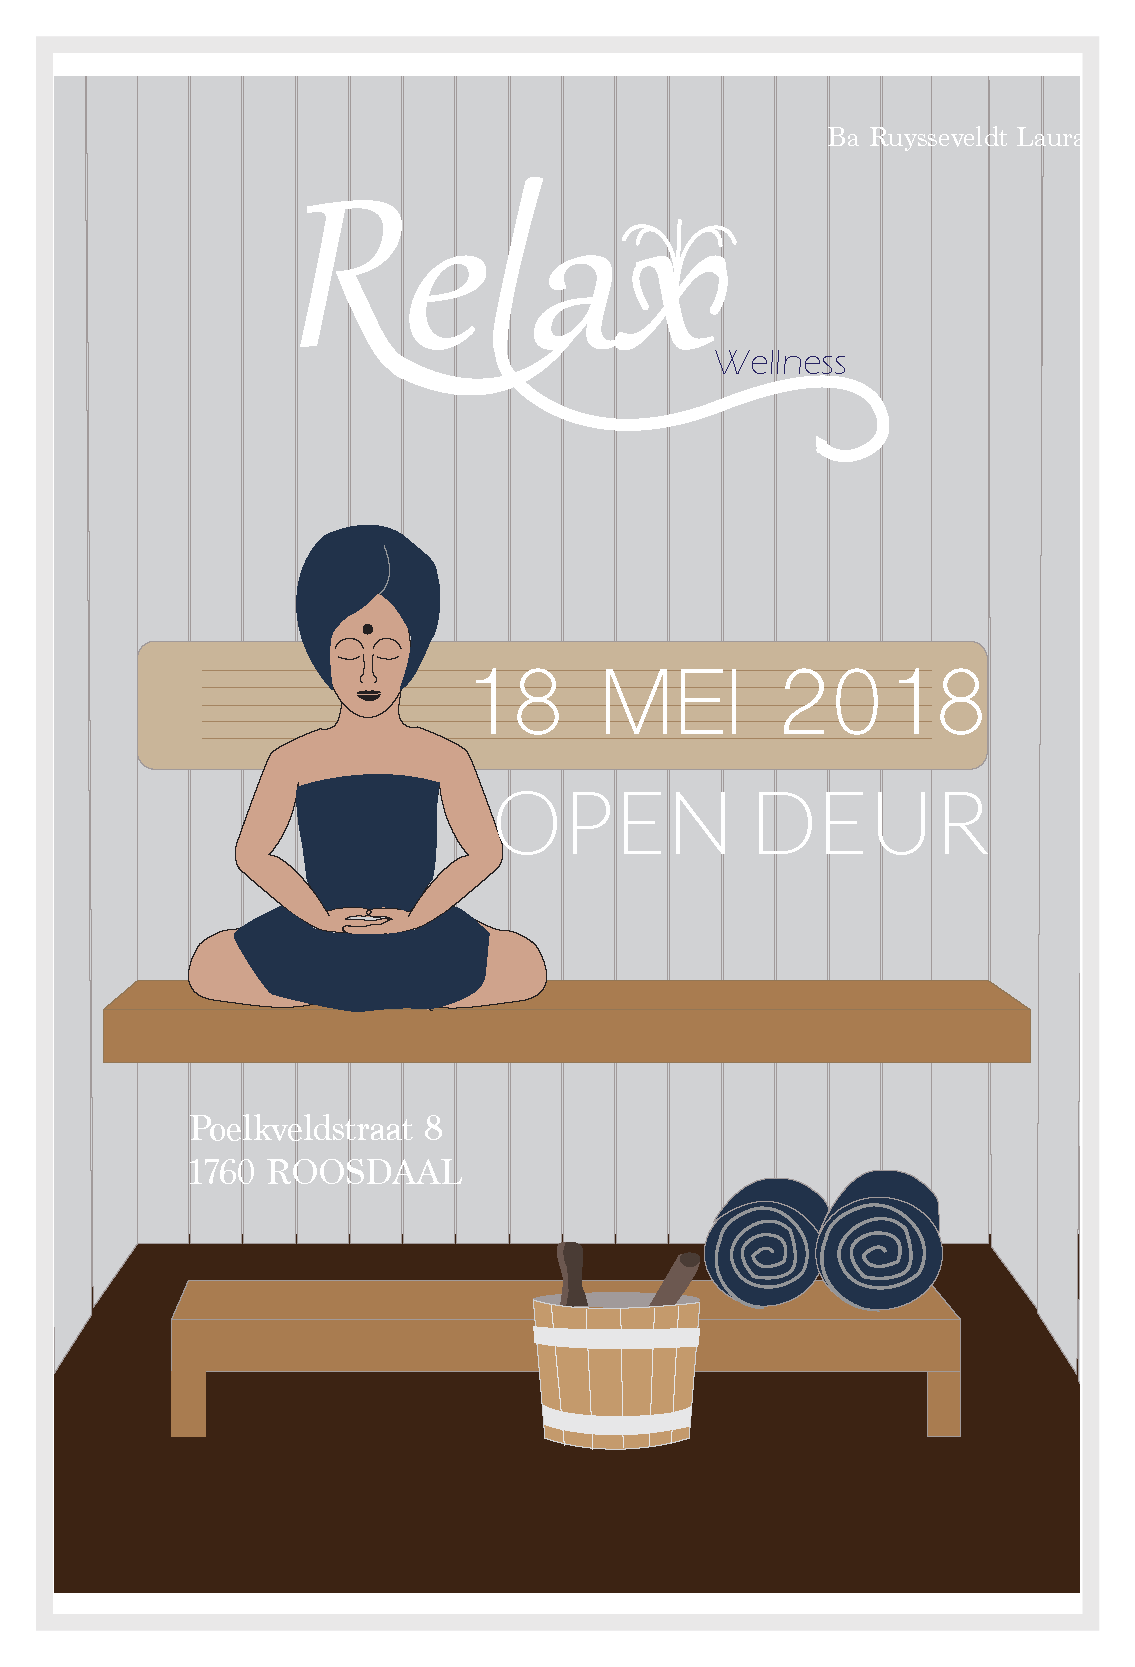 Ba Ruysseveldt Laura
Relax
Wellness
18 MEI 2018
OPEN DEUR
Poelkveldstraat 8
1760 ROOSDAAL